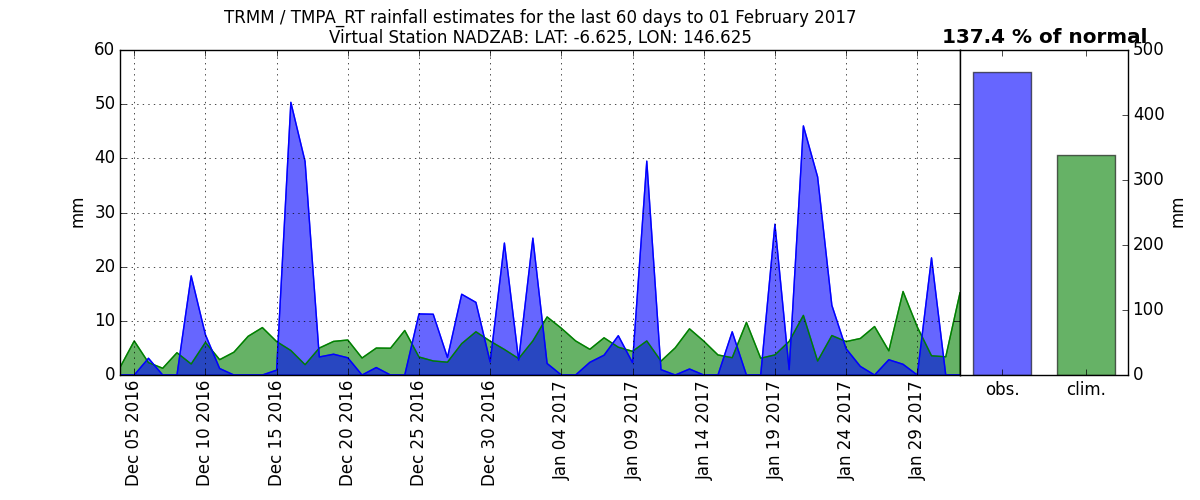 TRMM / TMPA_RT rainfall estimates for the last 60 days to 01 February 2017
Virtual Station NADZAB: LAT: -6.625, LON: 146.625
137.4 % of normal
60
50
40
30
20
10
0
mm
Dec 05 2016
Dec 10 2016
Dec 15 2016
Dec 20 2016
Dec 25 2016
Dec 30 2016
Jan 04 2017
Jan 09 2017
Jan 14 2017
Jan 19 2017
Jan 24 2017
Jan 29 2017
500
400
300
200
100
0
mm
obs.
clim.